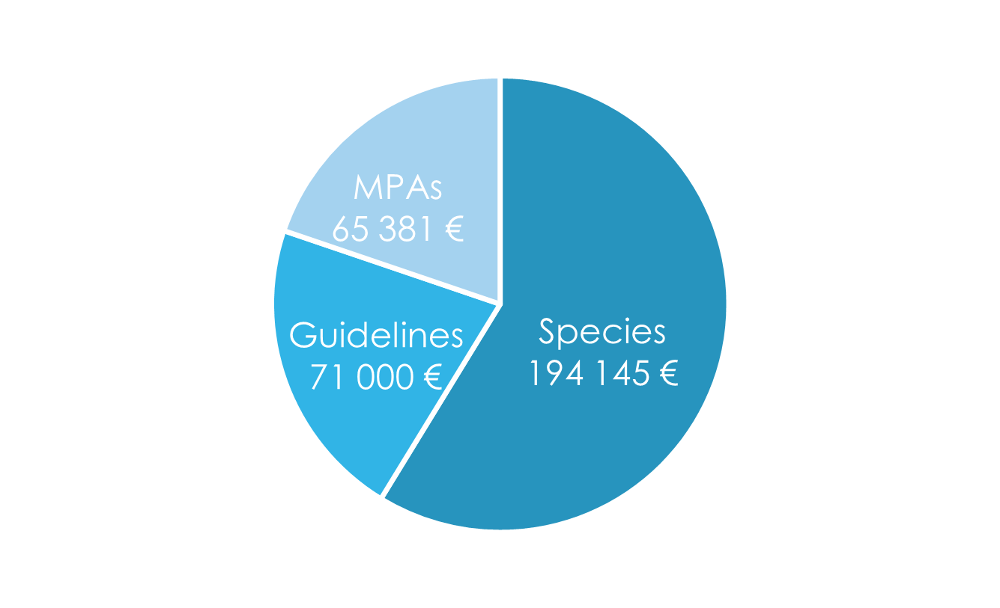 MPAs
65 381 €
Guidelines
71 000 €
Species
194 145 €